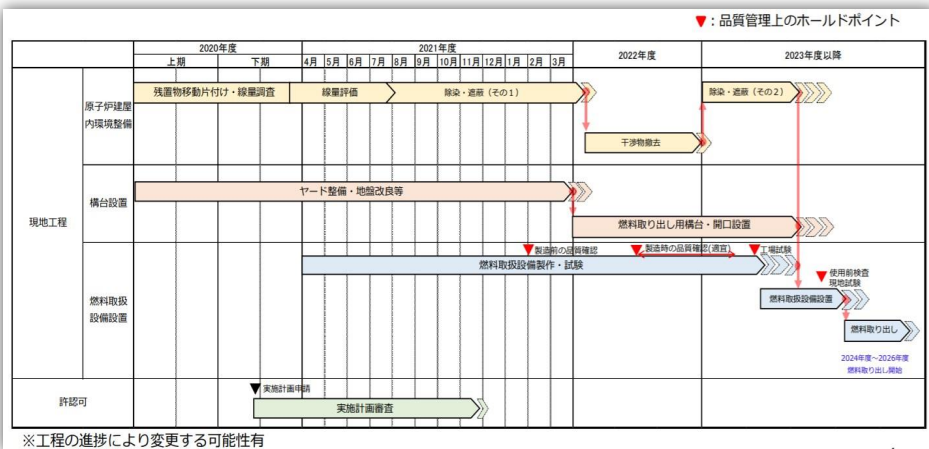 ▼:品質管理上のホールドポイント
2020年度 2021年度 2022年度 2023年度以降
上期 下期 4月 5月 6月 7月 8月 9月 10月 11月 12月 1月 2月 3月
現地工程
原子炉建屋
内環境整備
残置物移動片付け・線量調査 線量評価 除染・遮蔽(その1) 除染・遮蔽(その2)
干渉物撤去
構台設置
ヤード整備・地盤改良等
燃料取り出し用構台・開口設置
燃料取扱
設備設置
▼製造前の品質確認 ▼製造時の品質確認(適宜) ▼工場試験
燃料取扱設備製作・試験
▼使用前検査
現地試験
燃料取扱設備設置
燃料取り出し
2024年度~2026年度
燃料取り出し開始
許認可
▼実施計画申請
実施計画審査
※工程の進捗により変更する可能性有